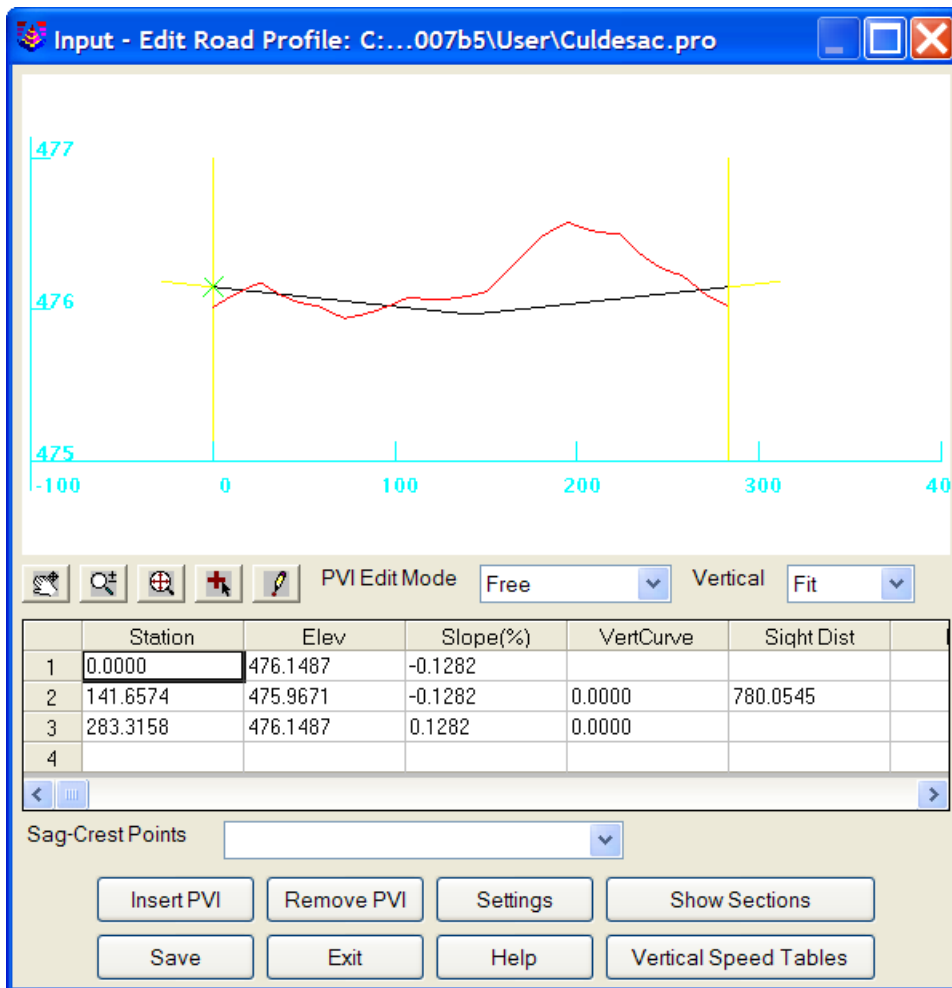 Input - Edit Road Profile: C:...007b5\User\Culdesac.pro
477
476
475
-100 0 100 200 300 40
PVI Edit Mode Free Vertical Fit
Station Elev Slope(%) VertCurve Sight Dist
1 0.0000 476.1487 -0.1282
2 141.6574 475.9671 -0.1282 0.0000 780.0545
3 283.3158 476.1487 0.1282 0.0000
4
Sag-Crest Points
Insert PVI Remove PVI Settings Show Sections
Save Exit Help Vertical Speed Tables